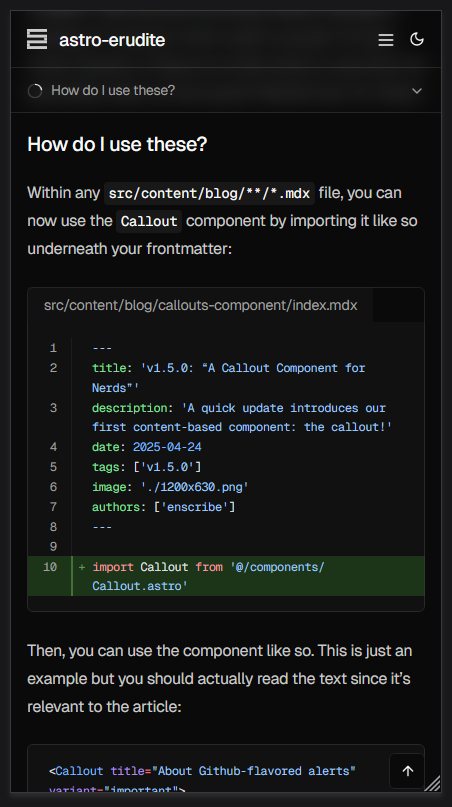 astro-erudite
How do I use these?
How do I use these?
Within any src/content/blog/**/*.mdx file, you can
now use the Callout component by importing it like so
underneath your frontmatter:
src/content/blog/callouts-component/index.mdx
1 ---
2 title: 'v1.5.0: “A Callout Component for
Nerds”'
3 description: 'A quick update introduces our
first content-based component: the callout!'
4 date: 2025-04-24
5 tags: ['v1.5.0']
6 image: './1200x630.png'
7 authors: ['enscribe']
8 ---
9
10 + import Callout from '@/components/
Callout.astro'
Then, you can use the component like so. This is just an
example but you should actually read the text since it’s
relevant to the article:
<Callout title="About Github-flavored alerts"
variant="important">